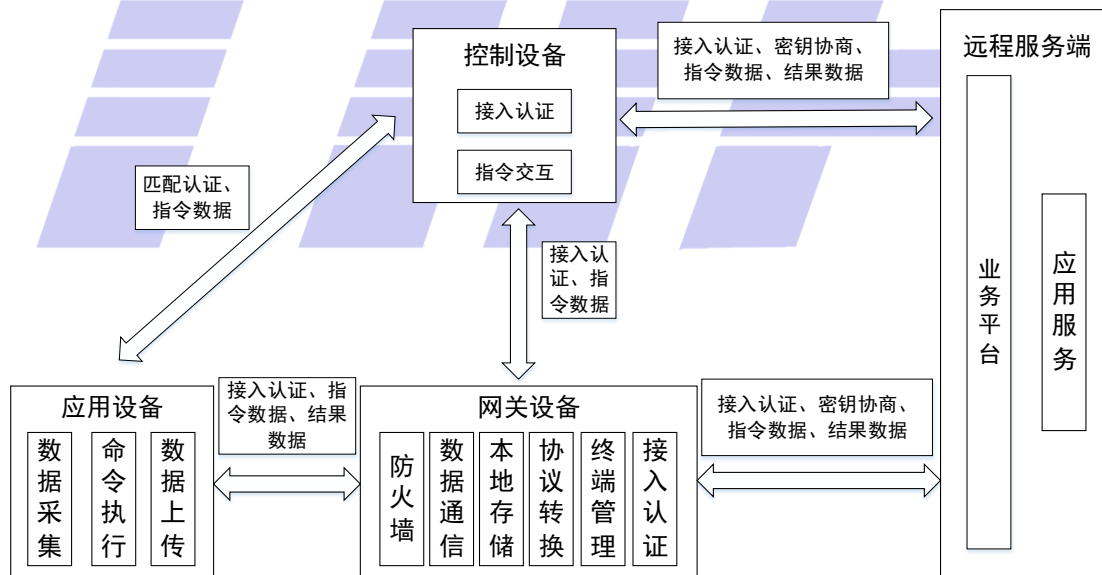 控制设备
接入认证
指令交互
接入认证、密钥协商、
指令数据、结果数据
远程服务端
业务平台
应用服务
匹配认证、
指令数据
接入认
证、指
令数据
应用设备
数据采集
命令执行
数据上传
接入认证、指
令数据、结果
数据
网关设备
防火墙
数据通信
本地存储
协议转换
终端管理
接入认证
接入认证、密钥协商、
指令数据、结果数据